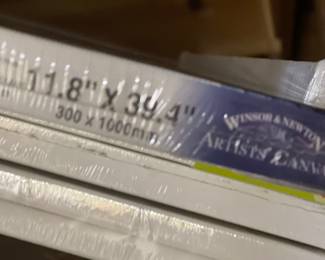 11.8" X 39.4"
300 x 1000mm
WINSOR & NEWTON
ARTISTS' CANVAS